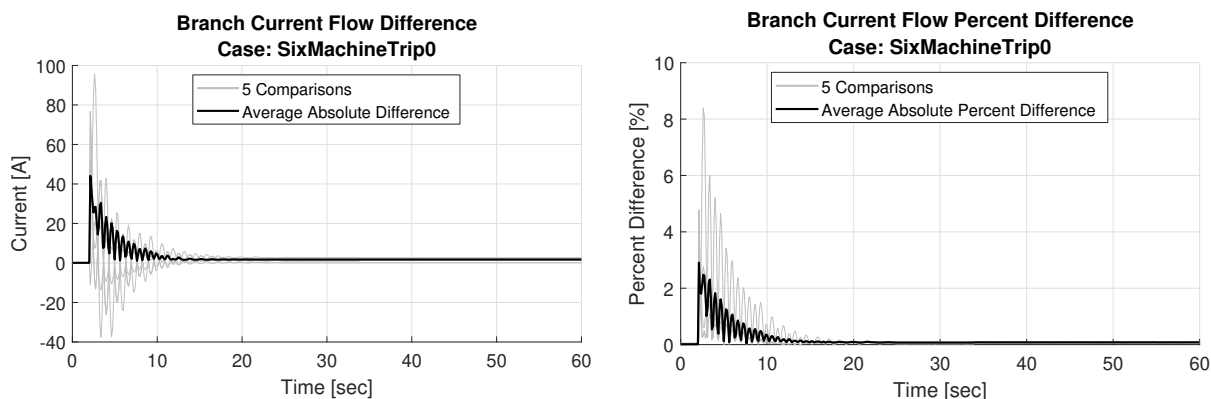 Branch Current Flow Difference
Case: SixMachineTrip0
100
80
60
40
20
0
-20
-40
Current [A]
5 Comparisons
Average Absolute Difference
0 10 20 30 40 50 60
Time [sec]
Branch Current Flow Percent Difference
Case: SixMachineTrip0
10
8
6
4
2
0
Percent Difference [%]
5 Comparisons
Average Absolute Percent Difference
0 10 20 30 40 50 60
Time [sec]